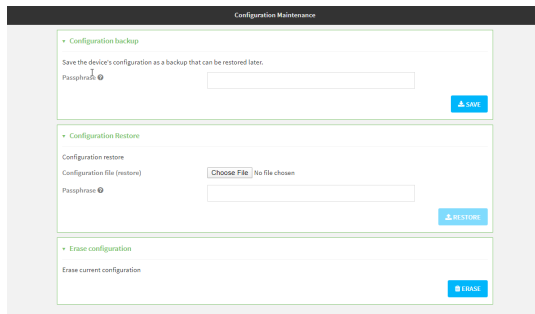 Configuration Maintenance
Configuration backup
Save the device's configuration as a backup that can be restored later.
Passphrase
SAVE
Configuration Restore
Configuration restore
Configuration file (restore) Choose File No file chosen
Passphrase
RESTORE
Erase configuration
Erase current configuration
ERASE